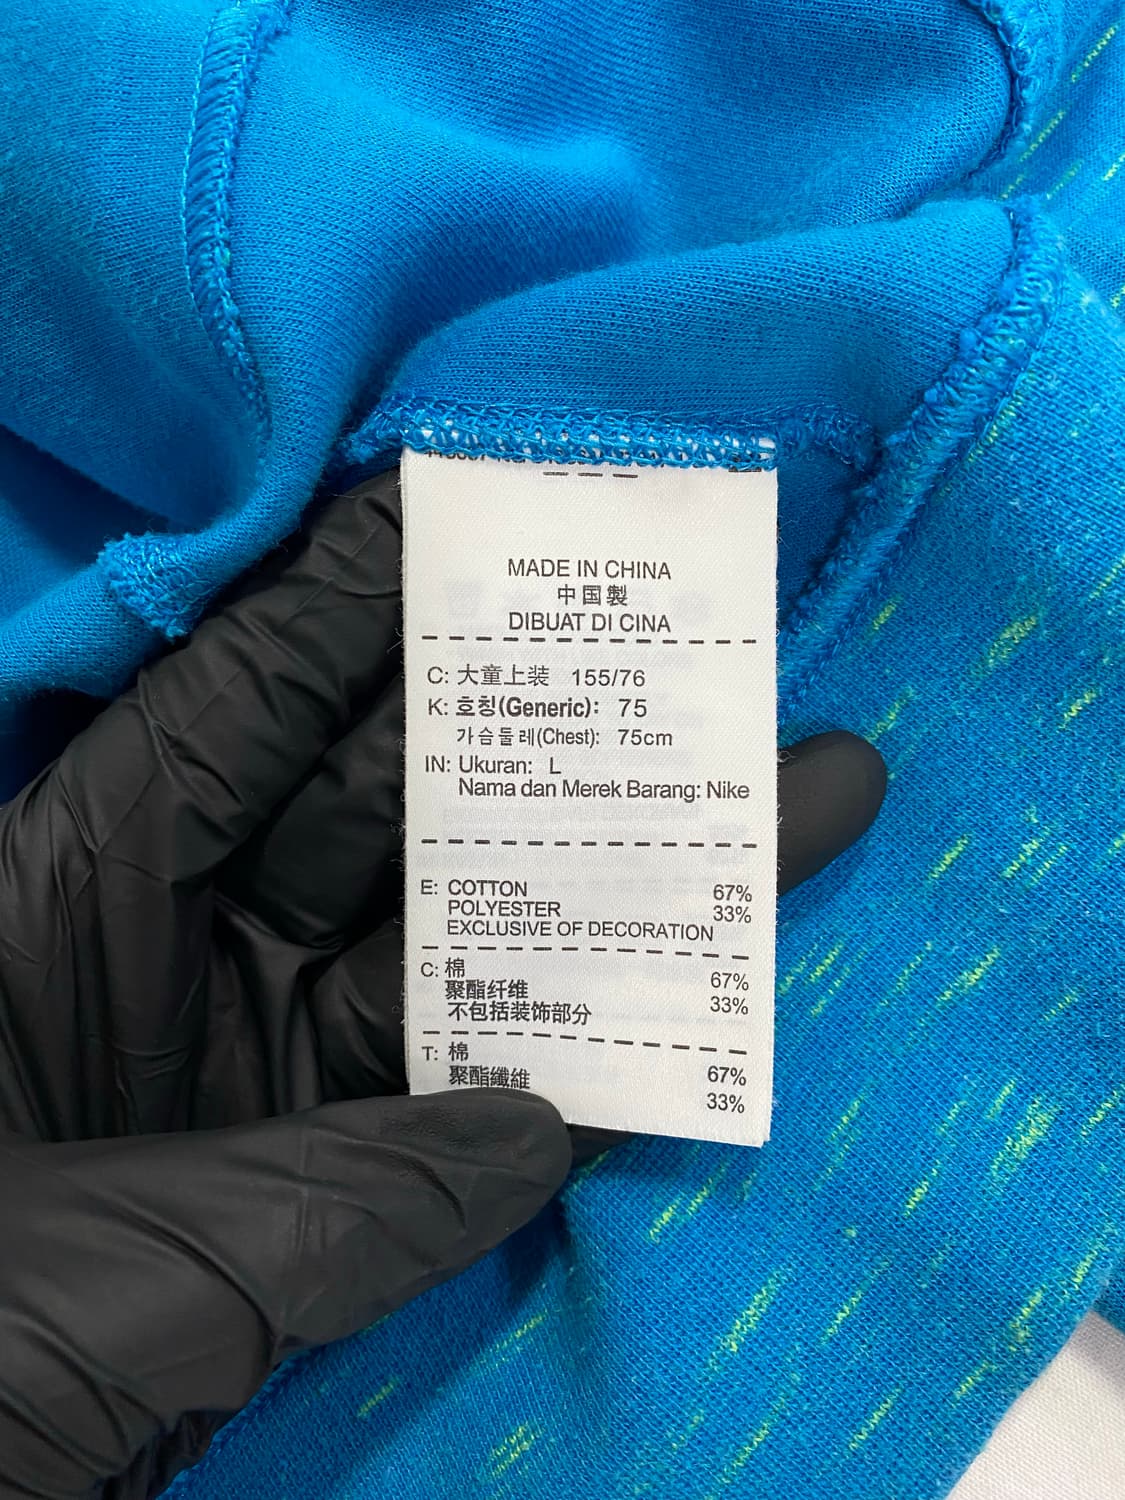 MADE IN CHINA
中国製
DIBUAT DI CINA
C: 大童上装 155/76
K: 호칭(Generic): 75
가슴둘레(Chest): 75cm
IN: Ukuran: L
Nama dan Merek Barang: Nike
E: COTTON 67%
POLYESTER 33%
EXCLUSIVE OF DECORATION
C: 棉 67%
聚酯纤维 33%
不包括装饰部分
T: 棉 67%
聚酯纖維 33%